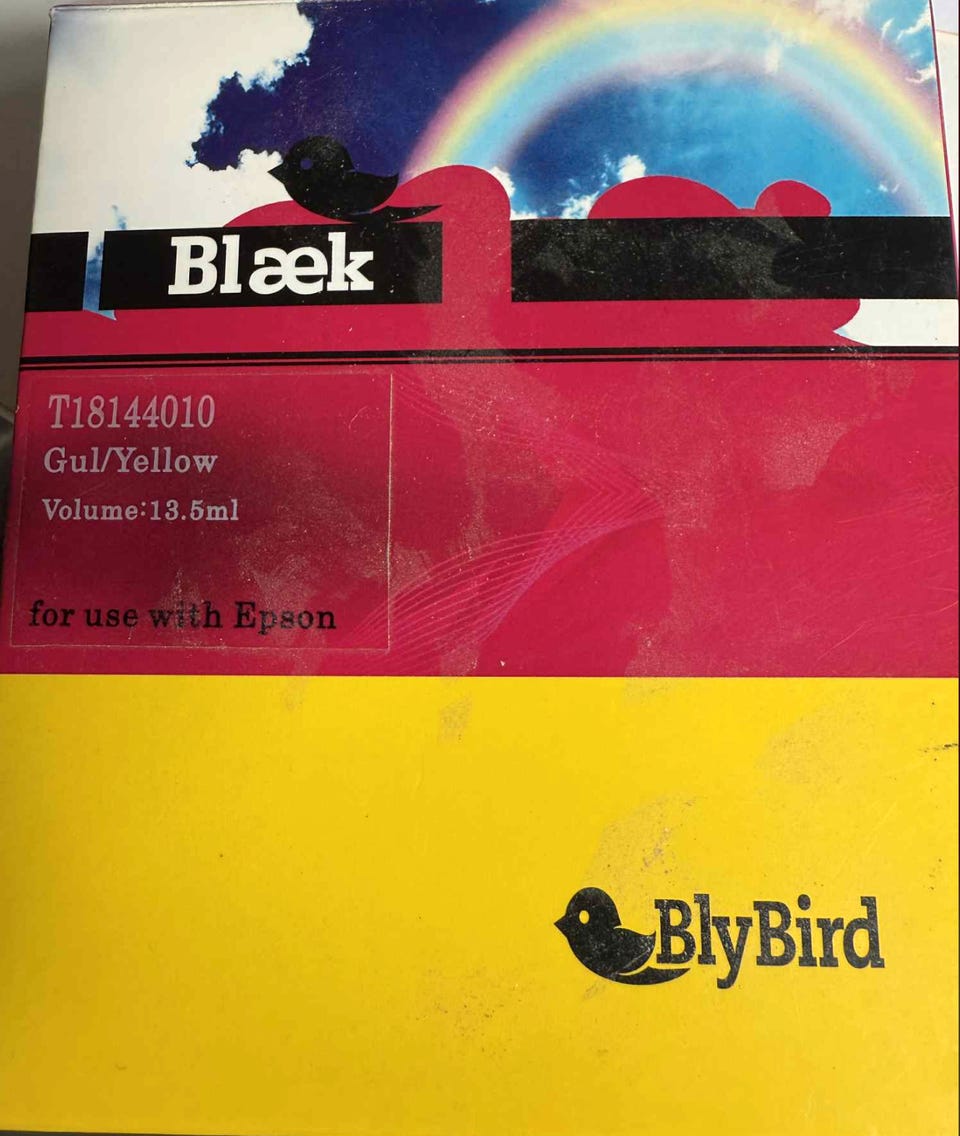 Blæk
T18144010
Gul/Yellow
Volume:13.5ml
for use with Epson
BlyBird